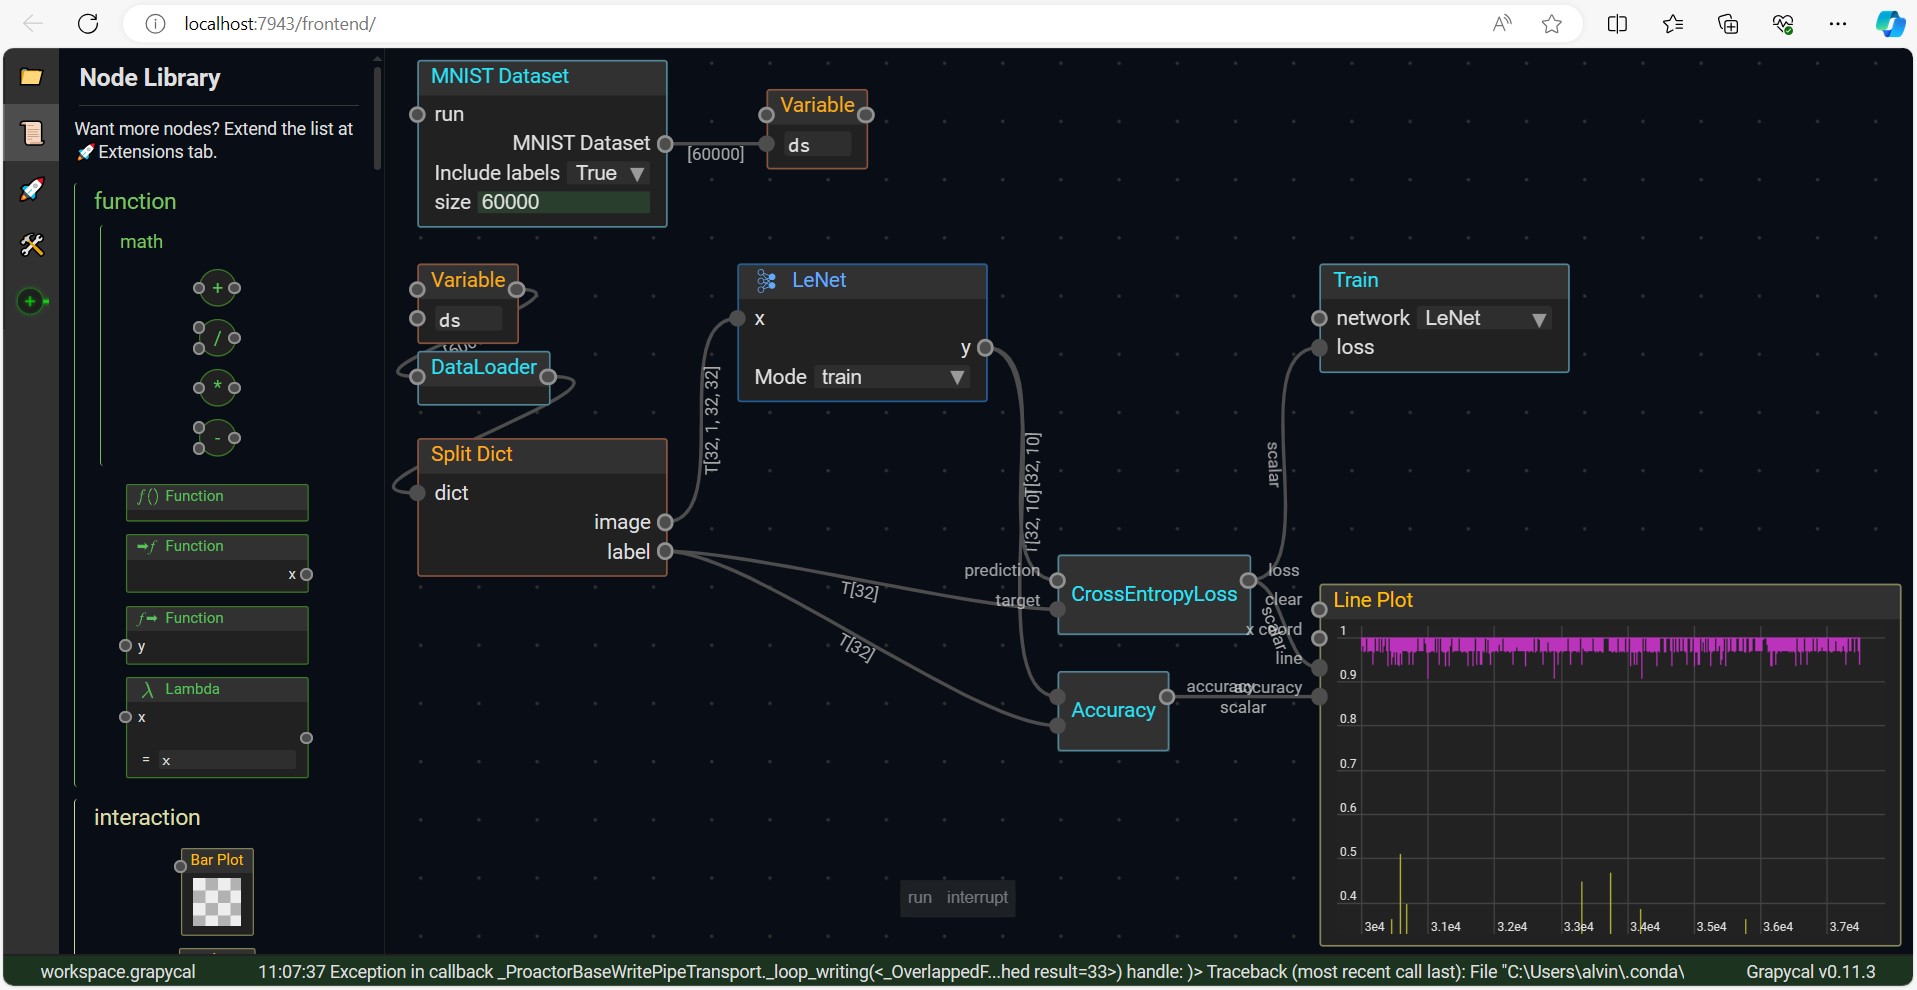 localhost:7943/frontend/
Node Library
Want more nodes? Extend the list at
Extensions tab.
function
math
+
/
*
-
f() Function
f Function
x
f Function
y
λ Lambda
x
= x
interaction
Bar Plot
MNIST Dataset
run
MNIST Dataset
Include labels True
size 60000
[60000]
Variable
ds
Variable
ds
DataLoader
Split Dict
dict
image
label
T[32, 1, 32, 32]
LeNet
x
y
Mode train
T[32, 10]
T[32, 10]
T[32]
T[32]
prediction
target
CrossEntropyLoss
loss
scalar
Accuracy
accuracy
scalar
Train
network LeNet
loss
clear
x coord
scalar
line
accuracy
Line Plot
1
0.9
0.8
0.7
0.6
0.5
0.4
3e4 3.1e4 3.2e4 3.3e4 3.4e4 3.5e4 3.6e4 3.7e4
run interrupt
workspace.grapycal
11:07:37 Exception in callback _ProactorBaseWritePipeTransport._loop_writing(<_OverlappedF...hed result=33>) handle: )> Traceback (most recent call last): File "C:\Users\alvin\.conda\
Grapycal v0.11.3